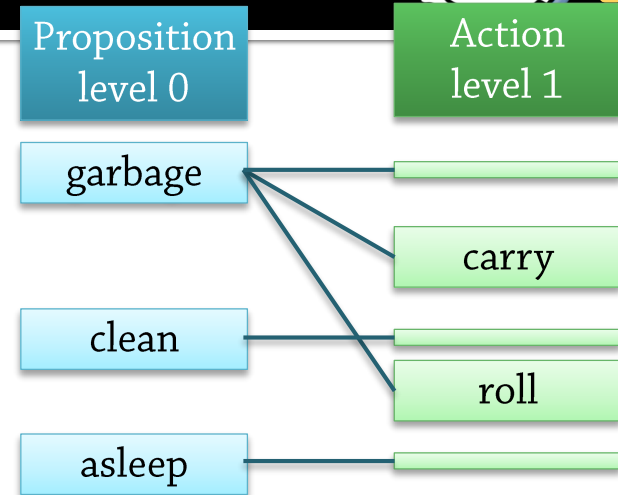 Proposition
level 0
Action
level 1
garbage
carry
clean
roll
asleep